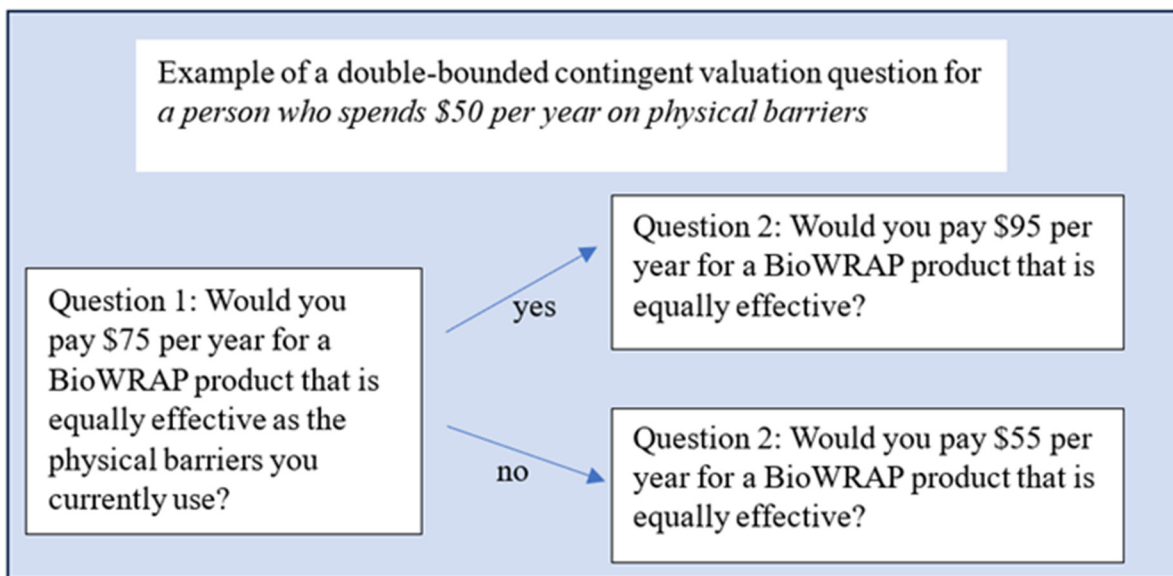 Example of a double-bounded contingent valuation question for
a person who spends $50 per year on physical barriers
Question 1: Would you
pay $75 per year for a
BioWRAP product that is
equally effective as the
physical barriers you
currently use?
yes
no
Question 2: Would you pay $95 per
year for a BioWRAP product that is
equally effective?
Question 2: Would you pay $55 per
year for a BioWRAP product that is
equally effective?